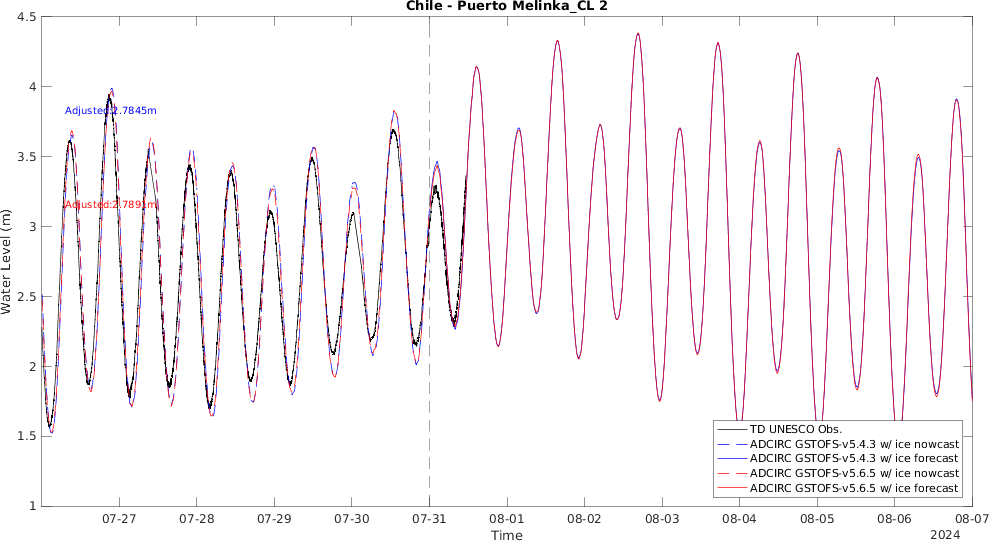 Chile - Puerto Melinka_CL 2
4.5
4
3.5
3
2.5
2
1.5
1
Water Level (m)
Adjusted:2.7845m
Adjusted:2.7891m
TD UNESCO Obs.
ADCIRC GSTOFS-v5.4.3 w/ ice nowcast
ADCIRC GSTOFS-v5.4.3 w/ ice forecast
ADCIRC GSTOFS-v5.6.5 w/ ice nowcast
ADCIRC GSTOFS-v5.6.5 w/ ice forecast
07-27 07-28 07-29 07-30 07-31 08-01 08-02 08-03 08-04 08-05 08-06 08-07
Time
2024